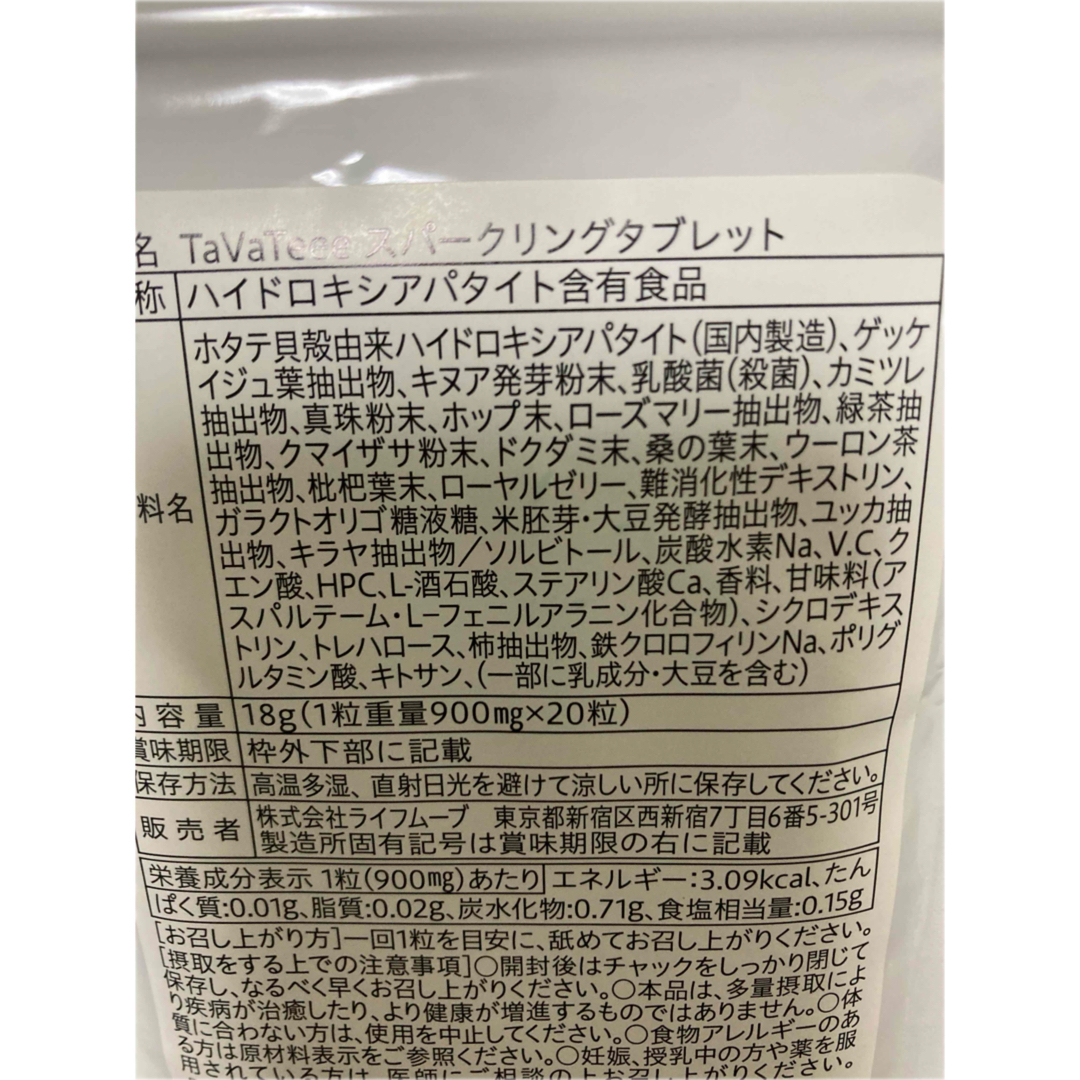 名 TaVaTeee スパークリングタブレット
称 ハイドロキシアパタイト含有食品
ホタテ貝殻由来ハイドロキシアパタイト(国内製造)、ゲッケ
イジュ葉抽出物、キヌア発芽粉末、乳酸菌(殺菌)、カミツレ
抽出物、真珠粉末、ホップ末、ローズマリー抽出物、緑茶抽
出物、クマイザサ粉末、ドクダミ末、桑の葉末、ウーロン茶
抽出物、枇杷葉末、ローヤルゼリー、難消化性デキストリン、
料名 ガラクトオリゴ糖液糖、米胚芽・大豆発酵抽出物、ユッカ抽
出物、キラヤ抽出物／ソルビトール、炭酸水素Na、V.C、ク
エン酸、HPC、L-酒石酸、ステアリン酸Ca、香料、甘味料(ア
スパルテーム・L-フェニルアラニン化合物)、シクロデキス
トリン、トレハロース、柿抽出物、鉄クロロフィリンNa、ポリグ
ルタミン酸、キトサン、(一部に乳成分・大豆を含む)
内容量 18g(1粒重量900mg×20粒)
賞味期限 枠外下部に記載
保存方法 高温多湿、直射日光を避けて涼しい所に保存してください。
販売者 株式会社ライフムーブ 東京都新宿区西新宿7丁目6番5-301号
製造所固有記号は賞味期限の右に記載
栄養成分表示 1粒(900mg)あたり エネルギー:3.09kcal、たん
ぱく質:0.01g、脂質:0.02g、炭水化物:0.71g、食塩相当量:0.15g
[お召し上がり方]一回1粒を目安に、舐めてお召し上がりください。
[摂取をする上での注意事項]○開封後はチャックをしっかり閉じて
保存し、なるべく早くお召し上がりください。○本品は、多量摂取によ
り疾病が治癒したり、より健康が増進するものではありません。○体
質に合わない方は、使用を中止してください。○食物アレルギーのあ
る方は原材料表示をご参照ください。○妊娠、授乳中の方や薬を服
用されている方は、医師にご相談の上お召し上がりください。